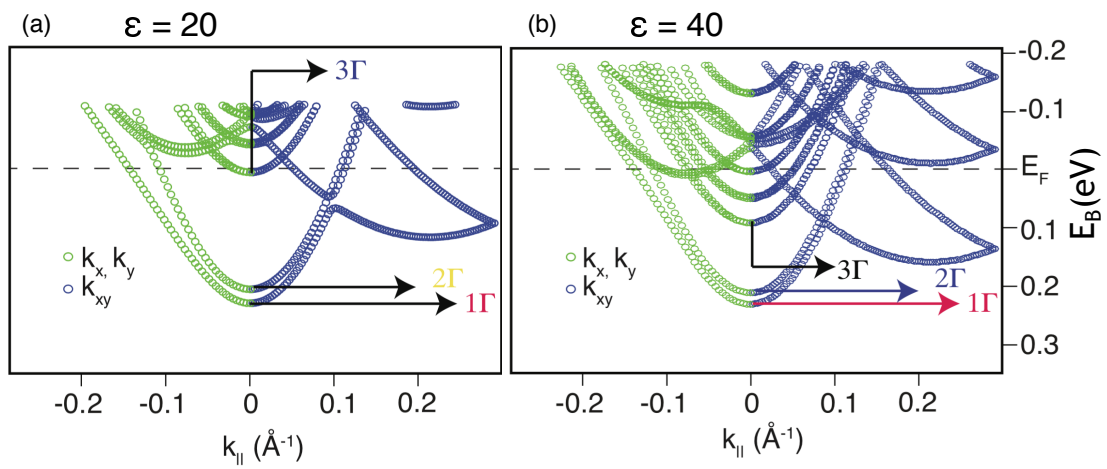 (a) ε = 20
(b) ε = 40
3Γ
-0.2
-0.1
E_F
0.1
0.2
0.3
E_B(eV)
k_x, k_y
k_xy
2Γ
1Γ
k_x, k_y
k_xy
3Γ
2Γ
1Γ
-0.2 -0.1 0 0.1 0.2
-0.2 -0.1 0 0.1 0.2
k_|| (Å⁻¹)
k_|| (Å⁻¹)